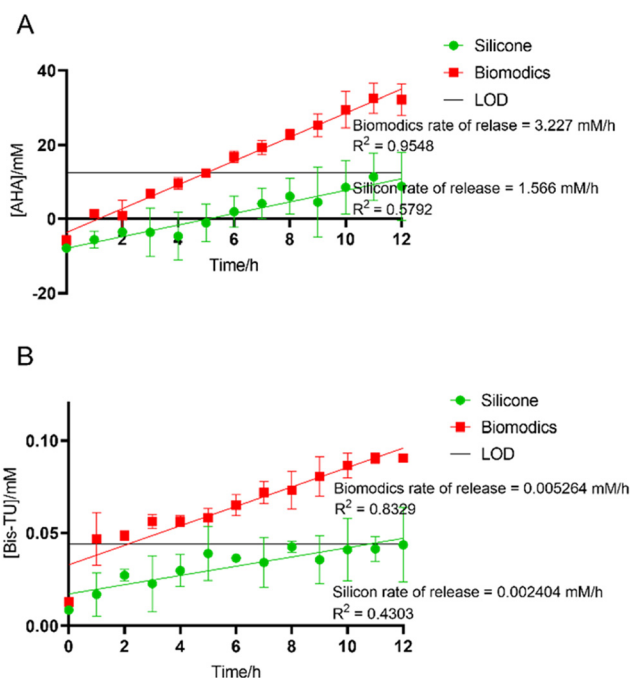 A
Silicone
Biomodics
LOD
[AHA]/mM
40
20
0
-20
2
4
6
8
10
12
Time/h
Biomodics rate of relase = 3.227 mM/h
R² = 0.9548
Silicon rate of release = 1.566 mM/h
R² = 0.5792
B
Silicone
Biomodics
LOD
[Bis-TU]/mM
0.10
0.05
0.00
0
2
4
6
8
10
12
Time/h
Biomodics rate of release = 0.005264 mM/h
R² = 0.8329
Silicon rate of release = 0.002404 mM/h
R² = 0.4303